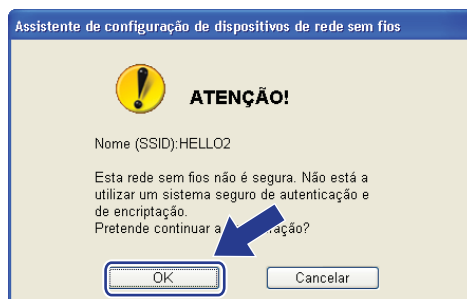 Assistente de configuração de dispositivos de rede sem fios
ATENÇÃO!
Nome (SSID):HELLO2
Esta rede sem fios não é segura. Não está a
utilizar um sistema seguro de autenticação e
de encriptação.
Pretende continuar a
OK
Cancelar